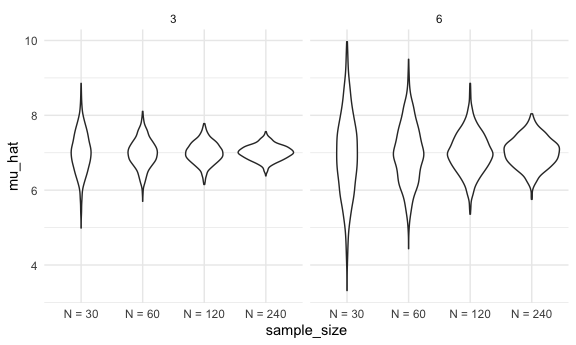 3 6
10
8
6
4
mu_hat
N = 30 N = 60 N = 120 N = 240 N = 30 N = 60 N = 120 N = 240
sample_size